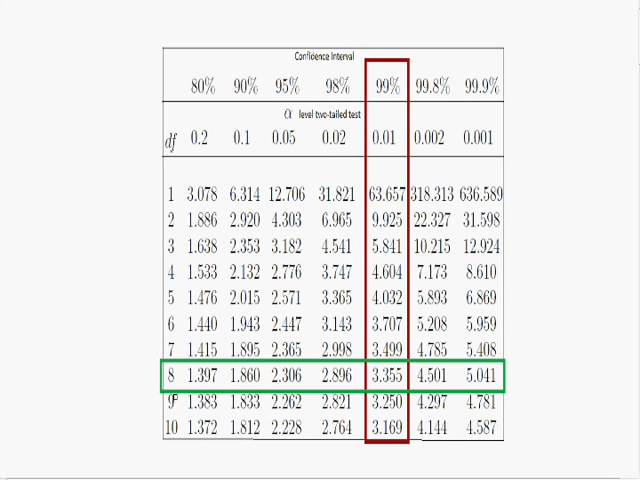 Confidence Interval
80% 90% 95% 98% 99% 99.8% 99.9%
α level two-tailed test
df 0.2 0.1 0.05 0.02 0.01 0.002 0.001
1 3.078 6.314 12.706 31.821 63.657 318.313 636.589
2 1.886 2.920 4.303 6.965 9.925 22.327 31.598
3 1.638 2.353 3.182 4.541 5.841 10.215 12.924
4 1.533 2.132 2.776 3.747 4.604 7.173 8.610
5 1.476 2.015 2.571 3.365 4.032 5.893 6.869
6 1.440 1.943 2.447 3.143 3.707 5.208 5.959
7 1.415 1.895 2.365 2.998 3.499 4.785 5.408
8 1.397 1.860 2.306 2.896 3.355 4.501 5.041
9 1.383 1.833 2.262 2.821 3.250 4.297 4.781
10 1.372 1.812 2.228 2.764 3.169 4.144 4.587